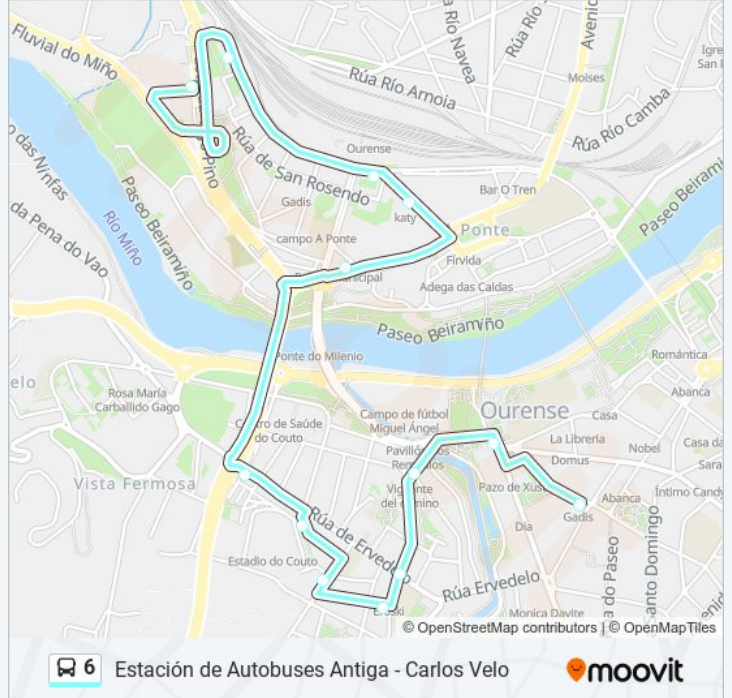 Fluvial do Miño
Rúa Río Navea
Rúa Río
Avenid
Igre
San I
Rúa Río Arnoia
Moises
Rúa Río Camba
o das Ninfas
Pino
Rúa de San Rosendo
Ourense
Bar O Tren
Paseo Beirami
da Pena do Vao
Río Miño
Paseo Beiramiño
Gadis
katy
campo A Ponte
Ponte
Firvida
Adega das Caldas
Paseo Beiramiño
Ponte do Milenio
Romántica
elo
Rosa María
Carballido Gago
Abanca
Campo de fútbol
Miguel Ángel
Ourense
Casa
de Saúde
do Couto
La Librería
Nobel
Casa da
Domus
Sara
Vista Fermosa
Pazo de Xus
Abanca
Íntimo Candy
Gadis
Rúa de Ervedelo
Dia
Estadio do Couto
Rúa Ervedelo
a do Paseo
Santo Domingo
Monica Davite
© OpenStreetMap contributors | © OpenMapTiles
6 Estación de Autobuses Antiga - Carlos Velo
moovit